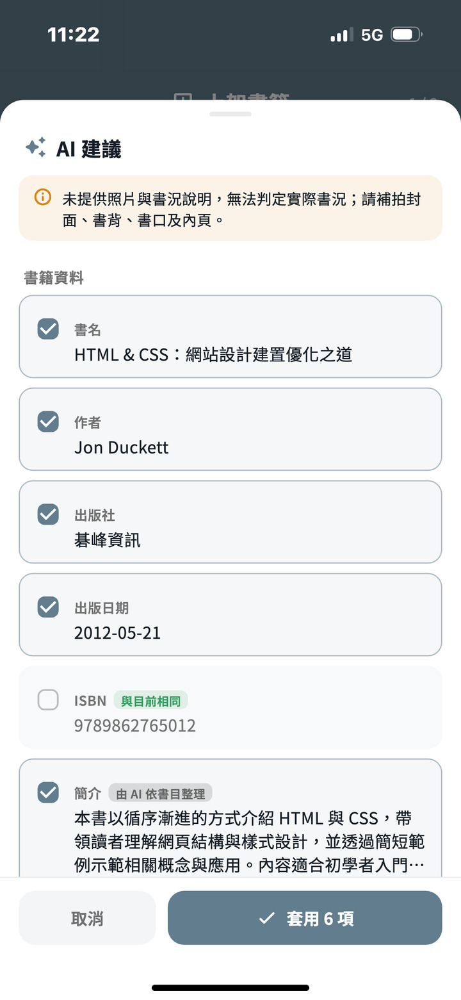 11:22
5G
AI 建議
未提供照片與書況說明，無法判定實際書況；請補拍封
面、書背、書口及內頁。
書籍資料
書名
HTML & CSS：網站設計建置優化之道
作者
Jon Duckett
出版社
碁峰資訊
出版日期
2012-05-21
ISBN 與目前相同
9789862765012
簡介 由 AI 依書目整理
本書以循序漸進的方式介紹 HTML 與 CSS，帶
領讀者理解網頁結構與樣式設計，並透過簡短範
例示範相關概念與應用。內容適合初學者入門…
取消
套用 6 項